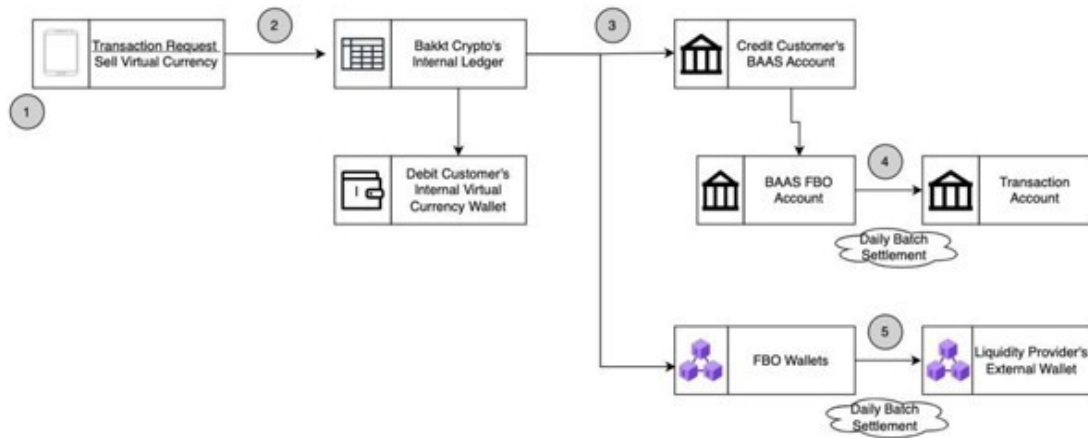 1
Transaction Request
Sell Virtual Currency
2
Bakkt Crypto's
Internal Ledger
Debit Customer's
Internal Virtual
Currency Wallet
3
Credit Customer's
BAAS Account
BAAS FBO
Account
4
Transaction
Account
Daily Batch
Settlement
FBO Wallets
5
Liquidity Provider's
External Wallet
Daily Batch
Settlement